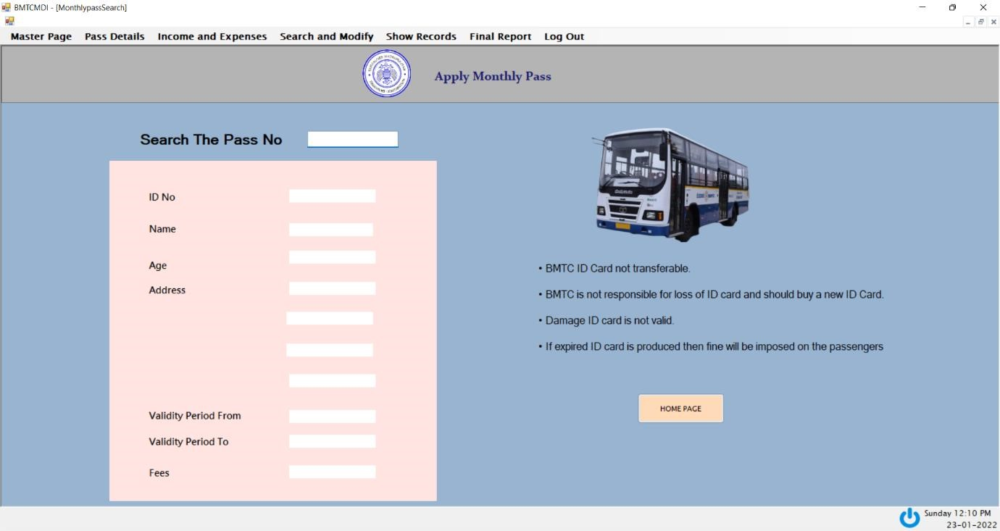 BMTCMDI - [MonthlypassSearch]
Master Page Pass Details Income and Expenses Search and Modify Show Records Final Report Log Out
Apply Monthly Pass
Search The Pass No
ID No
Name
Age
Address
Validity Period From
Validity Period To
Fees
• BMTC ID Card not transferable.
• BMTC is not responsible for loss of ID card and should buy a new ID Card.
• Damage ID card is not valid.
• If expired ID card is produced then fine will be imposed on the passengers
HOME PAGE
Sunday 12:10 PM
23-01-2022